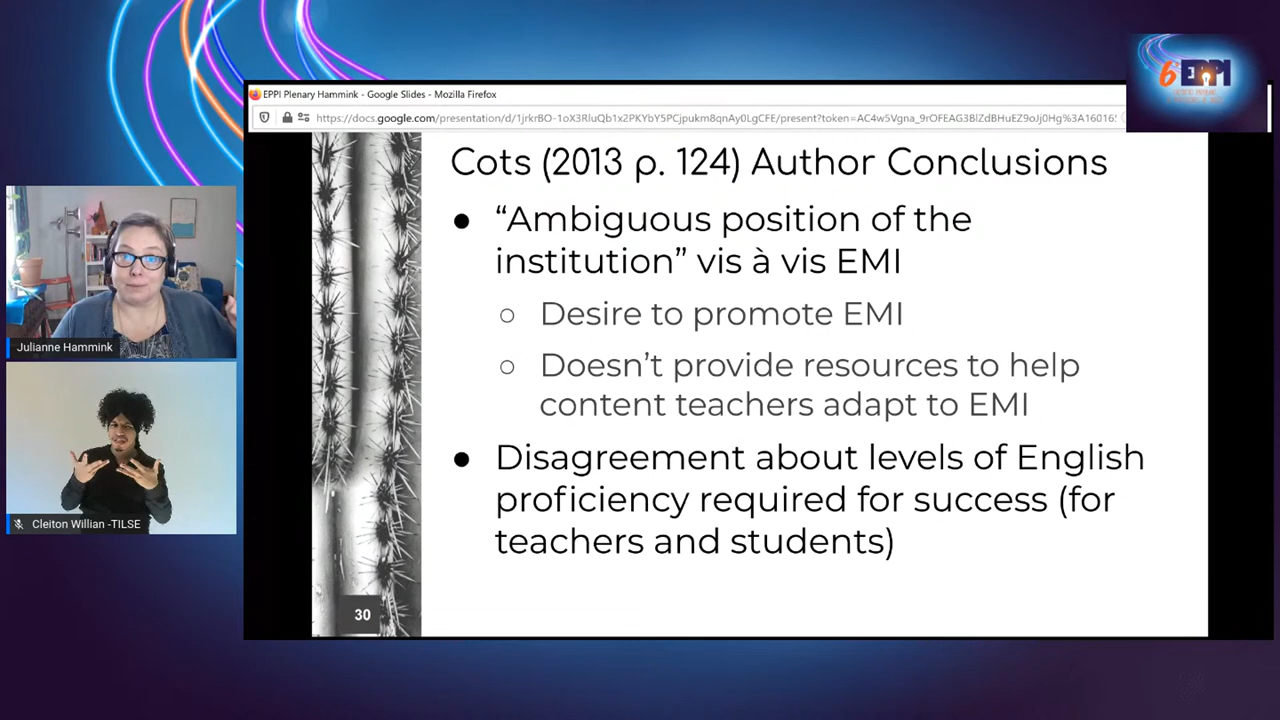 6 EPPI
EPPI Plenary Hammink - Google Slides - Mozilla Firefox
Cots (2013 p. 124) Author Conclusions
● “Ambiguous position of the
institution” vis à vis EMI
○ Desire to promote EMI
○ Doesn’t provide resources to help
content teachers adapt to EMI
● Disagreement about levels of English
proficiency required for success (for
teachers and students)
30
Julianne Hammink
Cleiton Willian -TILSE